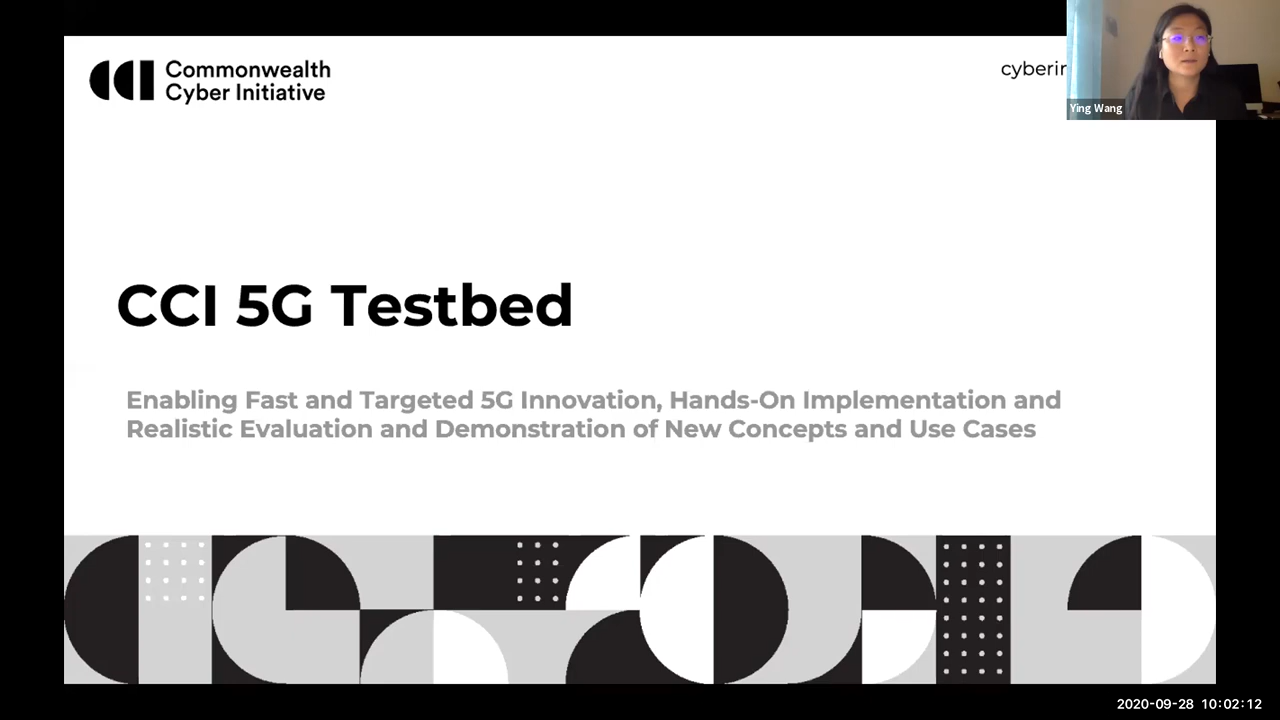 Commonwealth
Cyber Initiative
Ying Wang
CCI 5G Testbed
Enabling Fast and Targeted 5G Innovation, Hands-On Implementation and
Realistic Evaluation and Demonstration of New Concepts and Use Cases
2020-09-28 10:02:12